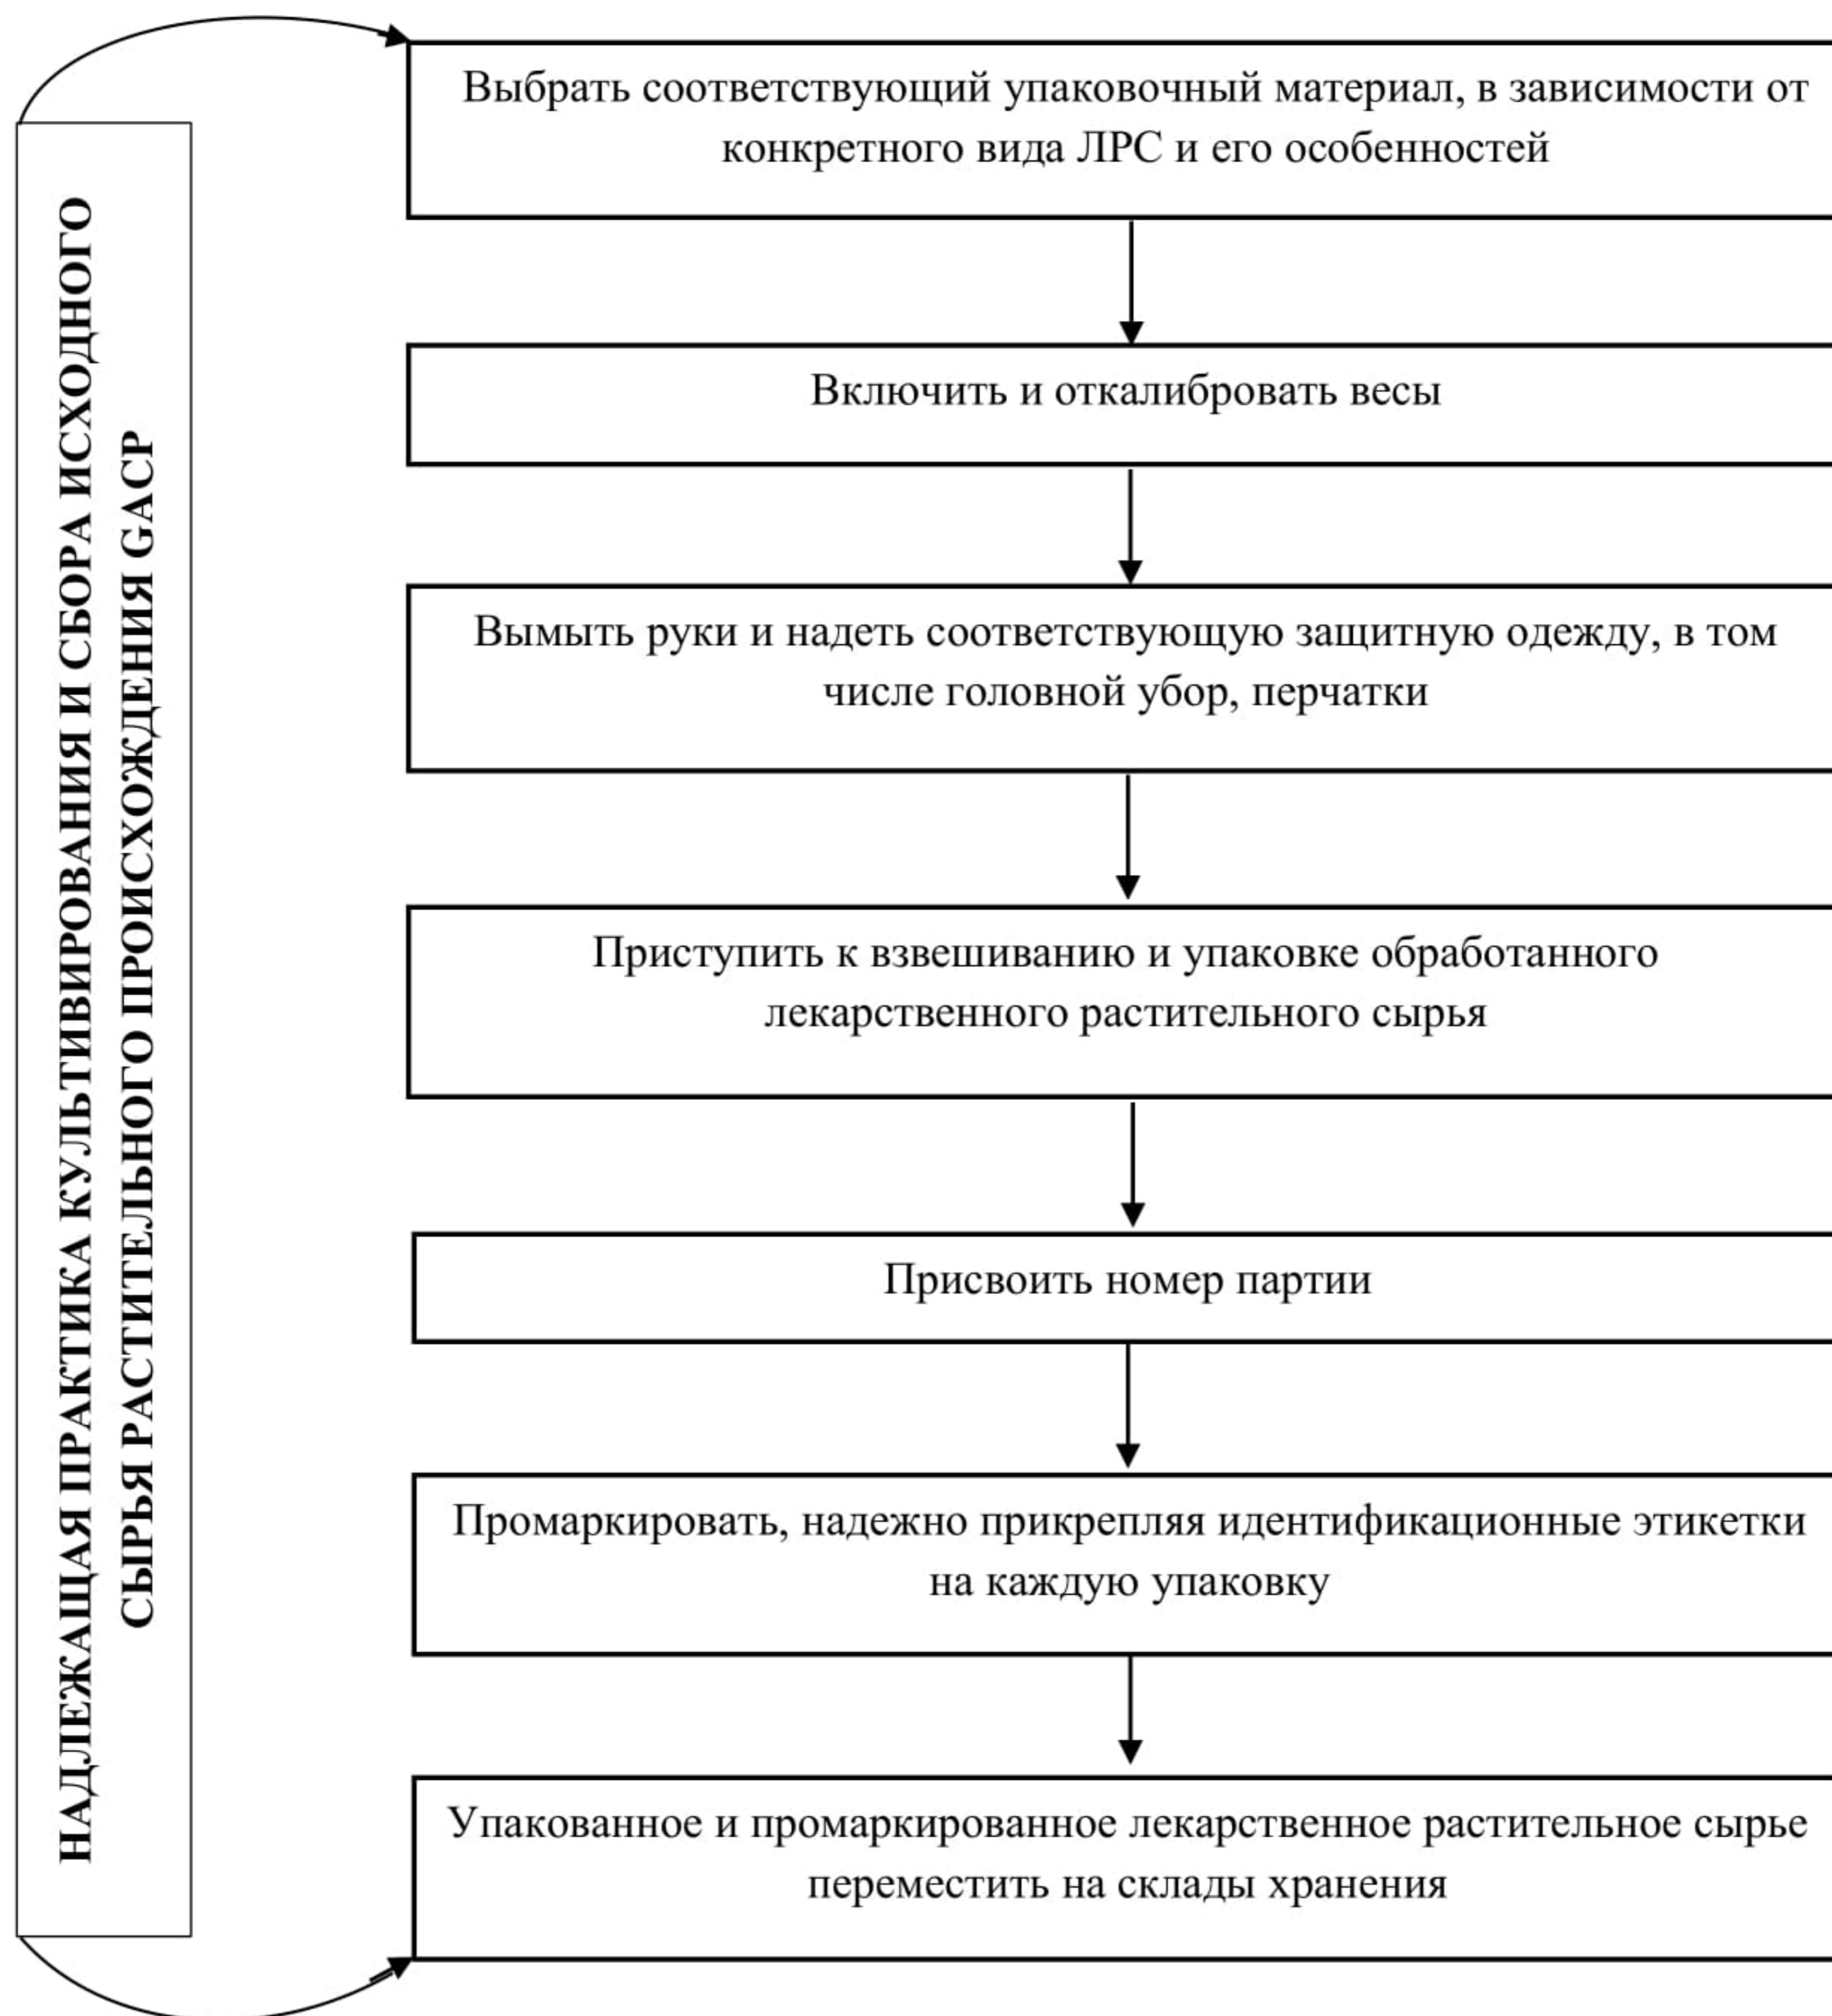 НАДЛЕЖАЩАЯ ПРАКТИКА КУЛЬТИВИРОВАНИЯ И СБОРА ИСХОДНОГО
СЫРЬЯ РАСТИТЕЛЬНОГО ПРОИСХОЖДЕНИЯ GACP
Выбрать соответствующий упаковочный материал, в зависимости от
конкретного вида ЛРС и его особенностей
Включить и откалибровать весы
Вымыть руки и надеть соответствующую защитную одежду, в том
числе головной убор, перчатки
Приступить к взвешиванию и упаковке обработанного
лекарственного растительного сырья
Присвоить номер партии
Промаркировать, надежно прикрепляя идентификационные этикетки
на каждую упаковку
Упакованное и промаркированное лекарственное растительное сырье
переместить на склады хранения